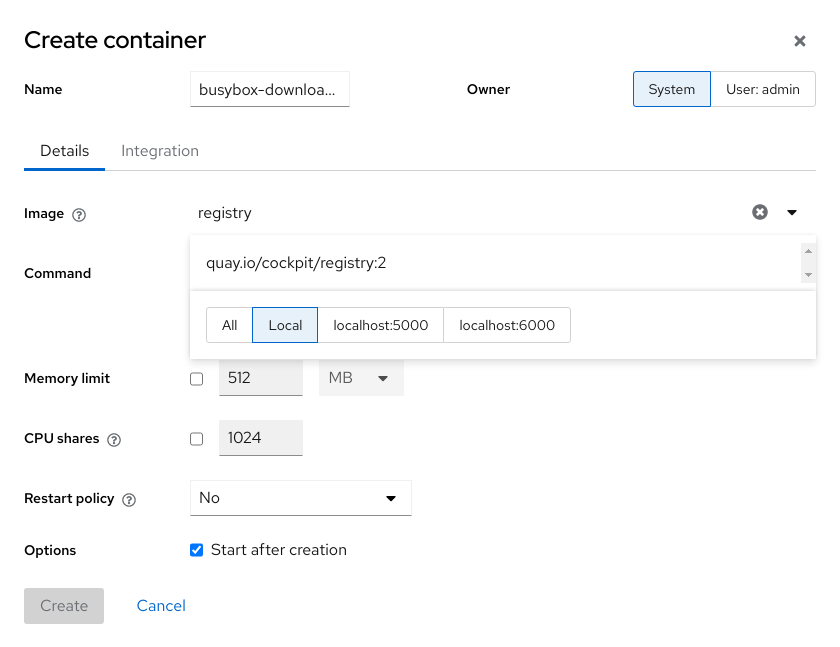 Create container
Name
busybox-downloa...
Owner
System
User: admin
Details
Integration
Image
registry
Command
quay.io/cockpit/registry:2
All
Local
localhost:5000
localhost:6000
Memory limit
512
MB
CPU shares
1024
Restart policy
No
Options
Start after creation
Create
Cancel